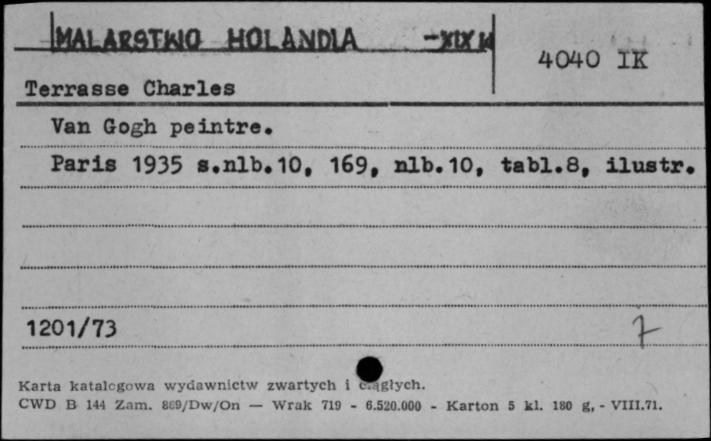 MALARSTWO HOLANDIA -XIX w
4040 IK
Terrasse Charles
Van Gogh peintre.
Paris 1935 s.nlb.10, 169, nlb.10, tabl.8, ilustr.
1201/73 7
Karta katalogowa wydawnictw zwartych i ciągłych.
CWD B 144 Zam. 869/Dw/On — Wrak 719 - 6.520.000 - Karton 5 kl. 180 g, - VIII.71.